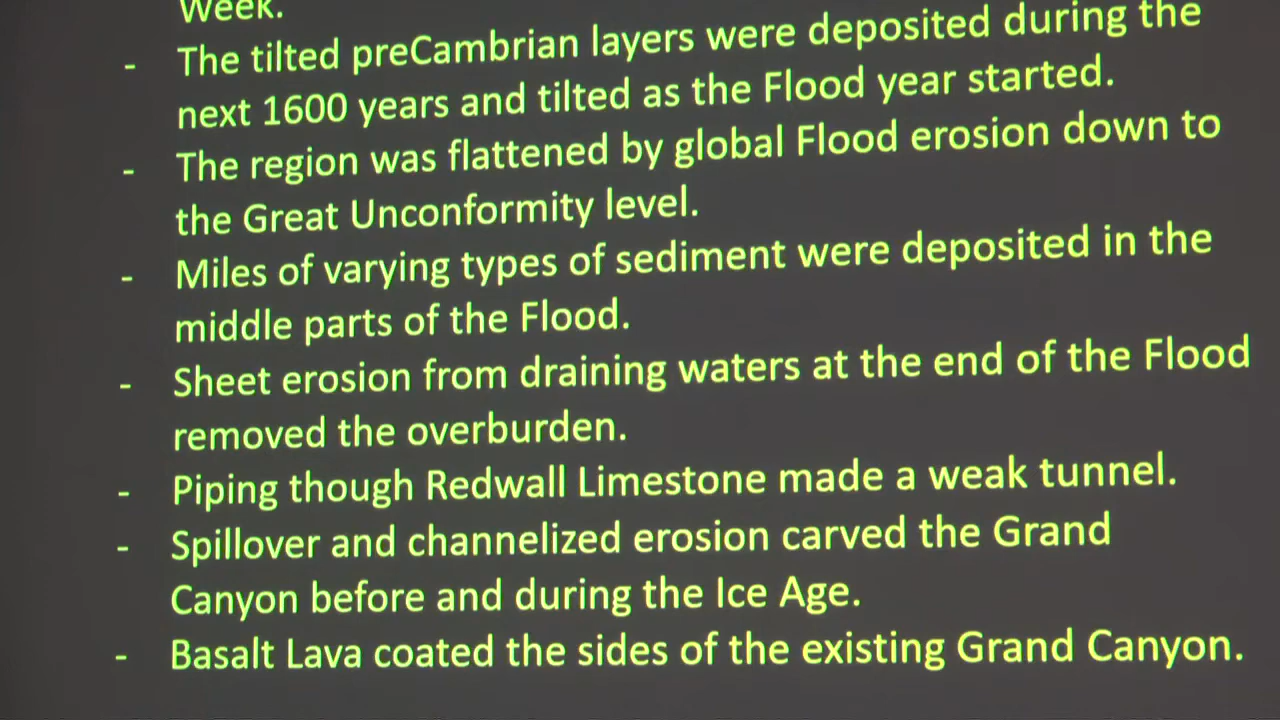 Week.
- The tilted preCambrian layers were deposited during the
next 1600 years and tilted as the Flood year started.
- The region was flattened by global Flood erosion down to
the Great Unconformity level.
- Miles of varying types of sediment were deposited in the
middle parts of the Flood.
- Sheet erosion from draining waters at the end of the Flood
removed the overburden.
- Piping though Redwall Limestone made a weak tunnel.
- Spillover and channelized erosion carved the Grand
Canyon before and during the Ice Age.
- Basalt Lava coated the sides of the existing Grand Canyon.